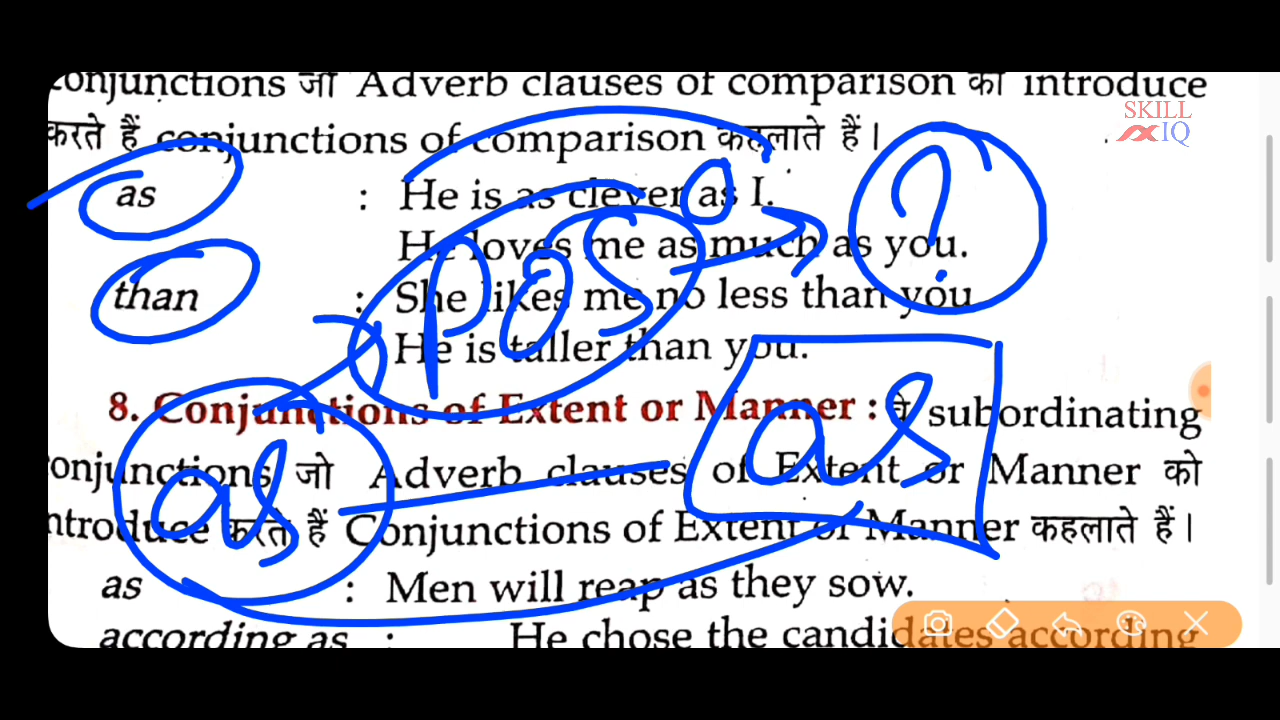 conjunctions जो Adverb clauses of comparison को introduce
SKILL
IQ
करते हैं conjunctions of comparison कहलाते हैं।
as : He is as clever as I.
He loves me as much as you.
than : She likes me no less than you
He is taller than you.
POS
?
8. Conjunctions of Extent or Manner : वे subordinating
conjunctions जो Adverb clauses of Extent or Manner को
introduce करते हैं Conjunctions of Extent or Manner कहलाते हैं।
as
as
as : Men will reap as they sow.
according as : He chose the candidates according